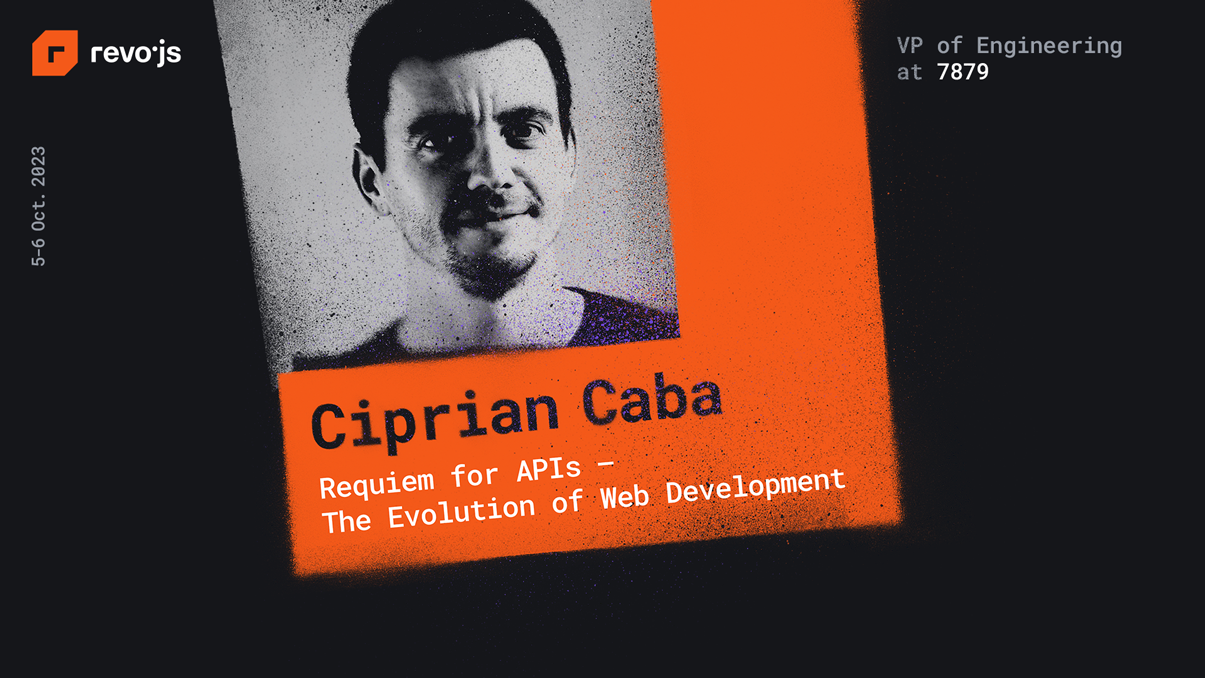 r revo·js
VP of Engineering
at 7879
5–6 Oct. 2023
Ciprian Caba
Requiem for APIs –
The Evolution of Web Development